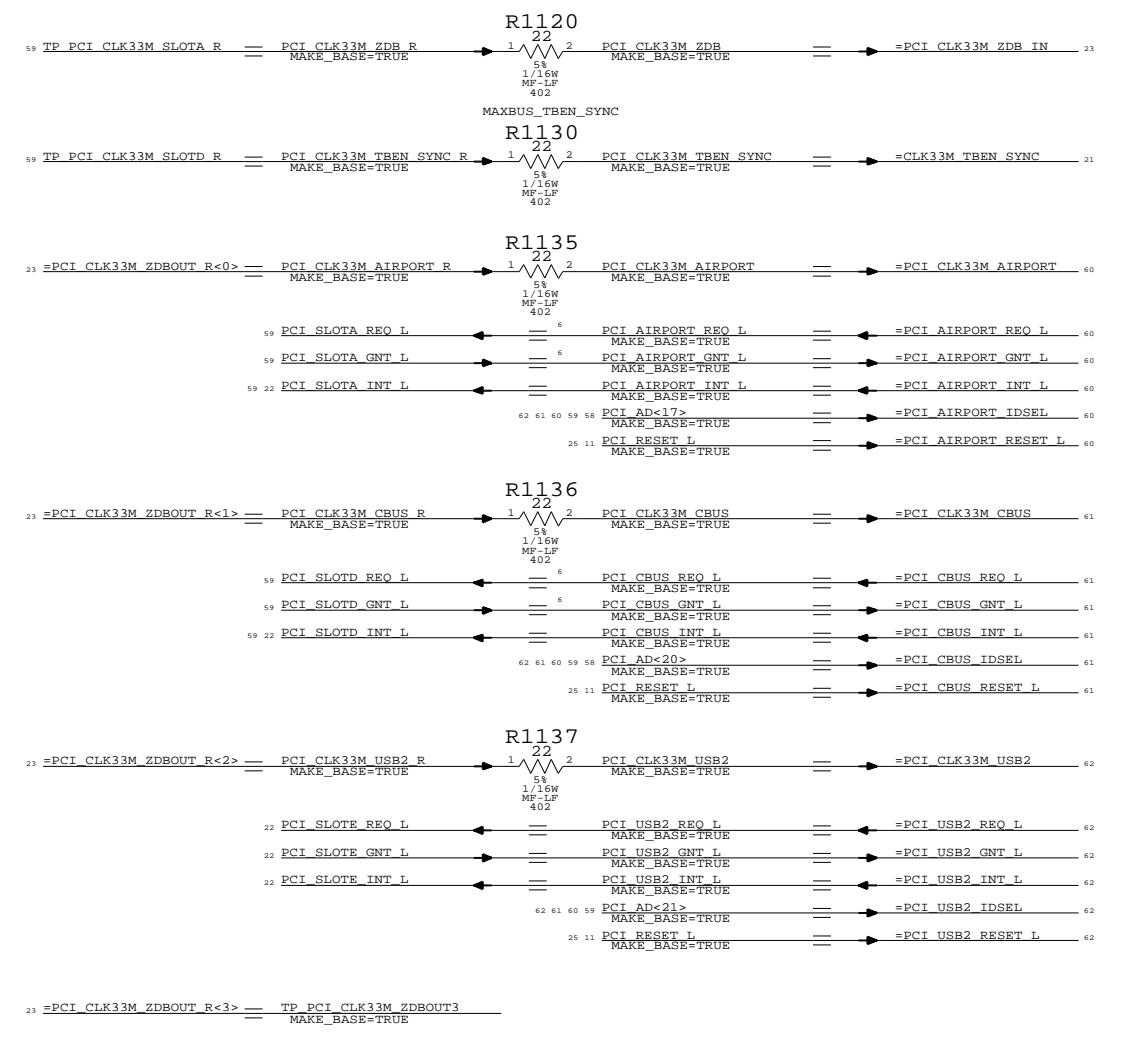 R1120
59 TP_PCI_CLK33M_SLOTA_R PCI_CLK33M_ZDB_R 1 22 2 PCI_CLK33M_ZDB =PCI_CLK33M_ZDB_IN 23
MAKE_BASE=TRUE MAKE_BASE=TRUE
5%
1/16W
MF-LF
402
MAXBUS_TBEN_SYNC
R1130
59 TP_PCI_CLK33M_SLOTD_R PCI_CLK33M_TBEN_SYNC_R 1 22 2 PCI_CLK33M_TBEN_SYNC =CLK33M_TBEN_SYNC 21
MAKE_BASE=TRUE MAKE_BASE=TRUE
5%
1/16W
MF-LF
402
R1135
23 =PCI_CLK33M_ZDBOUT_R<0> PCI_CLK33M_AIRPORT_R 1 22 2 PCI_CLK33M_AIRPORT =PCI_CLK33M_AIRPORT 60
MAKE_BASE=TRUE MAKE_BASE=TRUE
5%
1/16W
MF-LF
402
59 PCI_SLOTA_REQ_L 6 PCI_AIRPORT_REQ_L =PCI_AIRPORT_REQ_L 60
MAKE_BASE=TRUE
59 PCI_SLOTA_GNT_L 6 PCI_AIRPORT_GNT_L =PCI_AIRPORT_GNT_L 60
MAKE_BASE=TRUE
59 22 PCI_SLOTA_INT_L PCI_AIRPORT_INT_L =PCI_AIRPORT_INT_L 60
MAKE_BASE=TRUE
62 61 60 59 58 PCI_AD<17> =PCI_AIRPORT_IDSEL 60
MAKE_BASE=TRUE
25 11 PCI_RESET_L =PCI_AIRPORT_RESET_L 60
MAKE_BASE=TRUE
R1136
23 =PCI_CLK33M_ZDBOUT_R<1> PCI_CLK33M_CBUS_R 1 22 2 PCI_CLK33M_CBUS =PCI_CLK33M_CBUS 61
MAKE_BASE=TRUE MAKE_BASE=TRUE
5%
1/16W
MF-LF
402
59 PCI_SLOTD_REQ_L 6 PCI_CBUS_REQ_L =PCI_CBUS_REQ_L 61
MAKE_BASE=TRUE
59 PCI_SLOTD_GNT_L 6 PCI_CBUS_GNT_L =PCI_CBUS_GNT_L 61
MAKE_BASE=TRUE
59 22 PCI_SLOTD_INT_L PCI_CBUS_INT_L =PCI_CBUS_INT_L 61
MAKE_BASE=TRUE
62 61 60 59 58 PCI_AD<20> =PCI_CBUS_IDSEL 61
MAKE_BASE=TRUE
25 11 PCI_RESET_L =PCI_CBUS_RESET_L 61
MAKE_BASE=TRUE
R1137
23 =PCI_CLK33M_ZDBOUT_R<2> PCI_CLK33M_USB2_R 1 22 2 PCI_CLK33M_USB2 =PCI_CLK33M_USB2 62
MAKE_BASE=TRUE MAKE_BASE=TRUE
5%
1/16W
MF-LF
402
22 PCI_SLOTE_REQ_L PCI_USB2_REQ_L =PCI_USB2_REQ_L 62
MAKE_BASE=TRUE
22 PCI_SLOTE_GNT_L PCI_USB2_GNT_L =PCI_USB2_GNT_L 62
MAKE_BASE=TRUE
22 PCI_SLOTE_INT_L PCI_USB2_INT_L =PCI_USB2_INT_L 62
MAKE_BASE=TRUE
62 61 60 59 PCI_AD<21> =PCI_USB2_IDSEL 62
MAKE_BASE=TRUE
25 11 PCI_RESET_L =PCI_USB2_RESET_L 62
MAKE_BASE=TRUE
23 =PCI_CLK33M_ZDBOUT_R<3> TP_PCI_CLK33M_ZDBOUT3
MAKE_BASE=TRUE